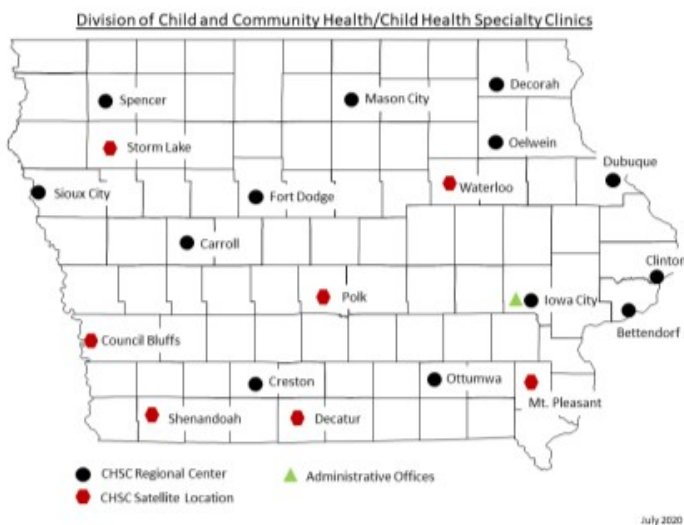 Division of Child and Community Health/Child Health Specialty Clinics
Decorah
Spencer
Mason City
Oelwein
Storm Lake
Dubuque
Waterloo
Sioux City
Fort Dodge
Carroll
Clinton
Polk
Iowa City
Bettendorf
Council Bluffs
Creston
Ottumwa
Mt. Pleasant
Shenandoah
Decatur
CHSC Regional Center
Administrative Offices
CHSC Satellite Location
July 2020